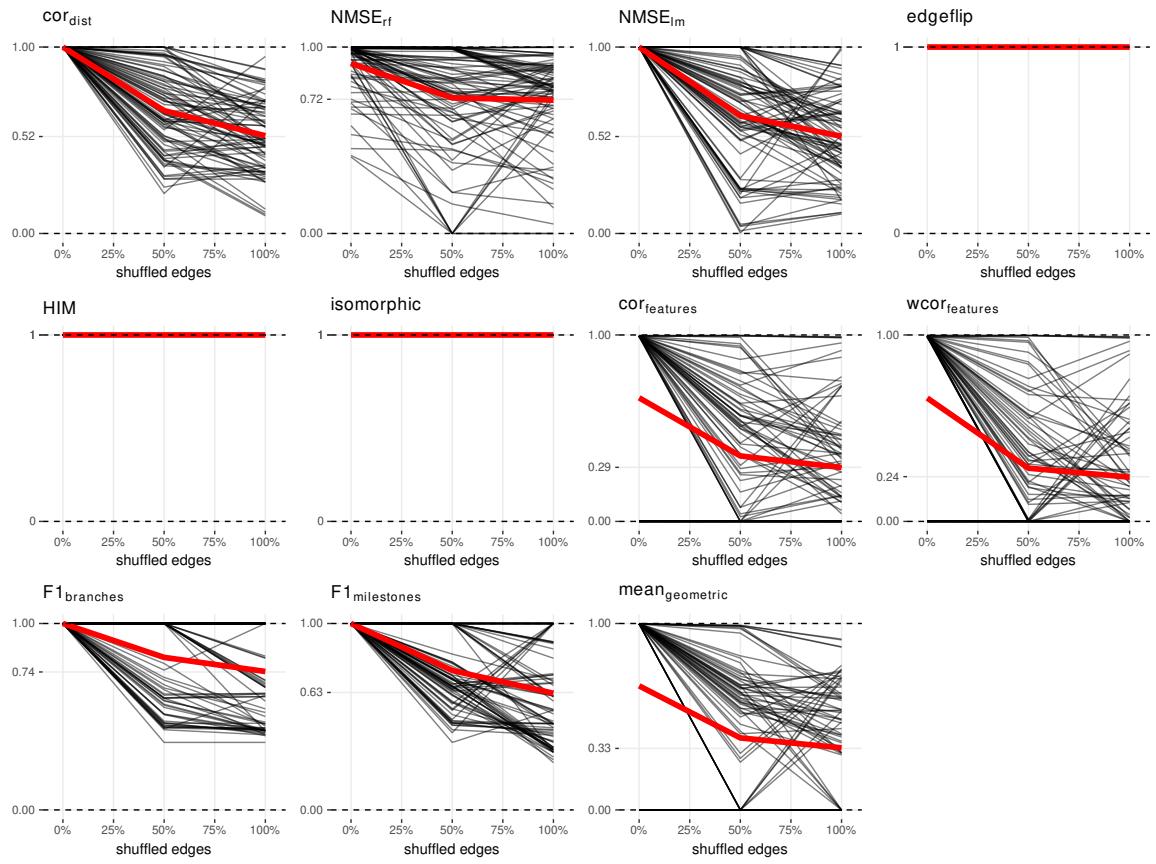 cor_dist NMSE_rf NMSE_lm edgeflip
1.00 1.00 1.00 1
0.72
0.52 0.52
0.00 0.00 0.00 0
0% 25% 50% 75% 100% 0% 25% 50% 75% 100% 0% 25% 50% 75% 100% 0% 25% 50% 75% 100%
shuffled edges shuffled edges shuffled edges shuffled edges
HIM isomorphic cor_features wcor_features
1 1 1.00 1.00
0.29 0.24
0 0 0.00 0.00
0% 25% 50% 75% 100% 0% 25% 50% 75% 100% 0% 25% 50% 75% 100% 0% 25% 50% 75% 100%
shuffled edges shuffled edges shuffled edges shuffled edges
F1_branches F1_milestones mean_geometric
1.00 1.00 1.00
0.74 0.63 0.33
0.00 0.00 0.00
0% 25% 50% 75% 100% 0% 25% 50% 75% 100% 0% 25% 50% 75% 100%
shuffled edges shuffled edges shuffled edges